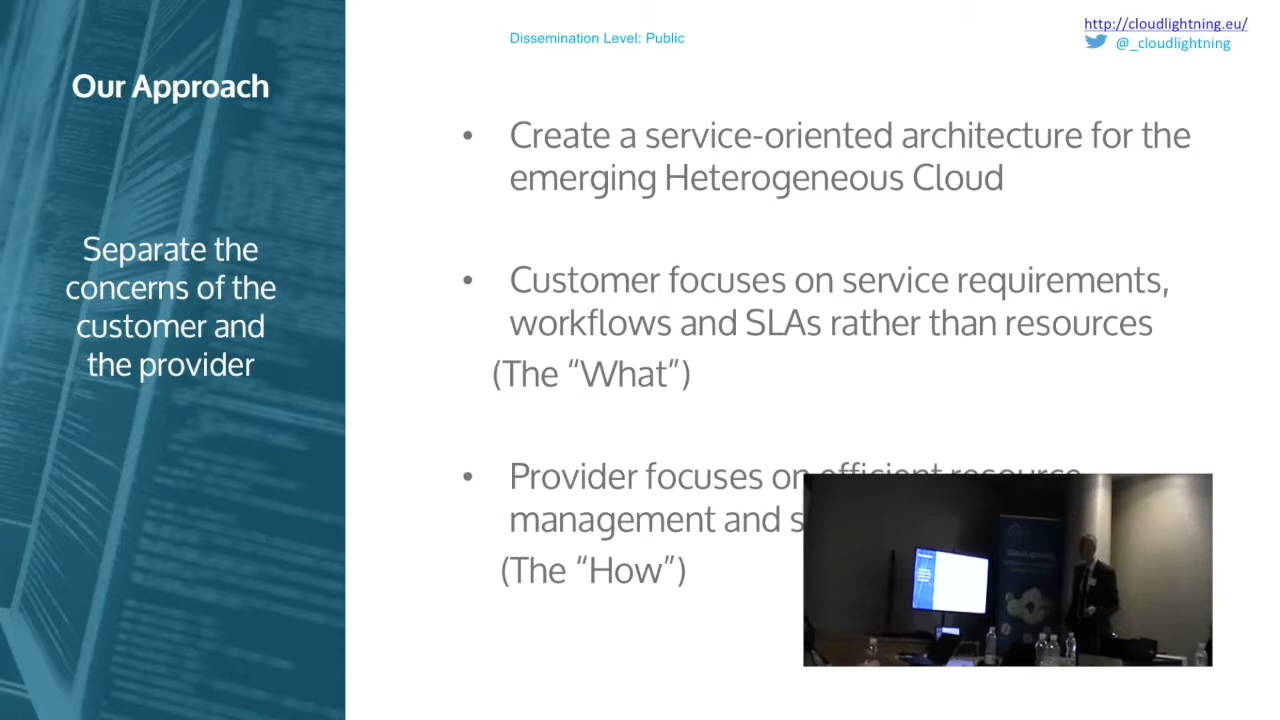 http://cloudlightning.eu/
Dissemination Level: Public
@_cloudlightning
Our Approach
Separate the
concerns of the
customer and
the provider
• Create a service-oriented architecture for the
emerging Heterogeneous Cloud
• Customer focuses on service requirements,
workflows and SLAs rather than resources
(The “What”)
• Provider focuses on efficient resource
management and s
(The “How”)